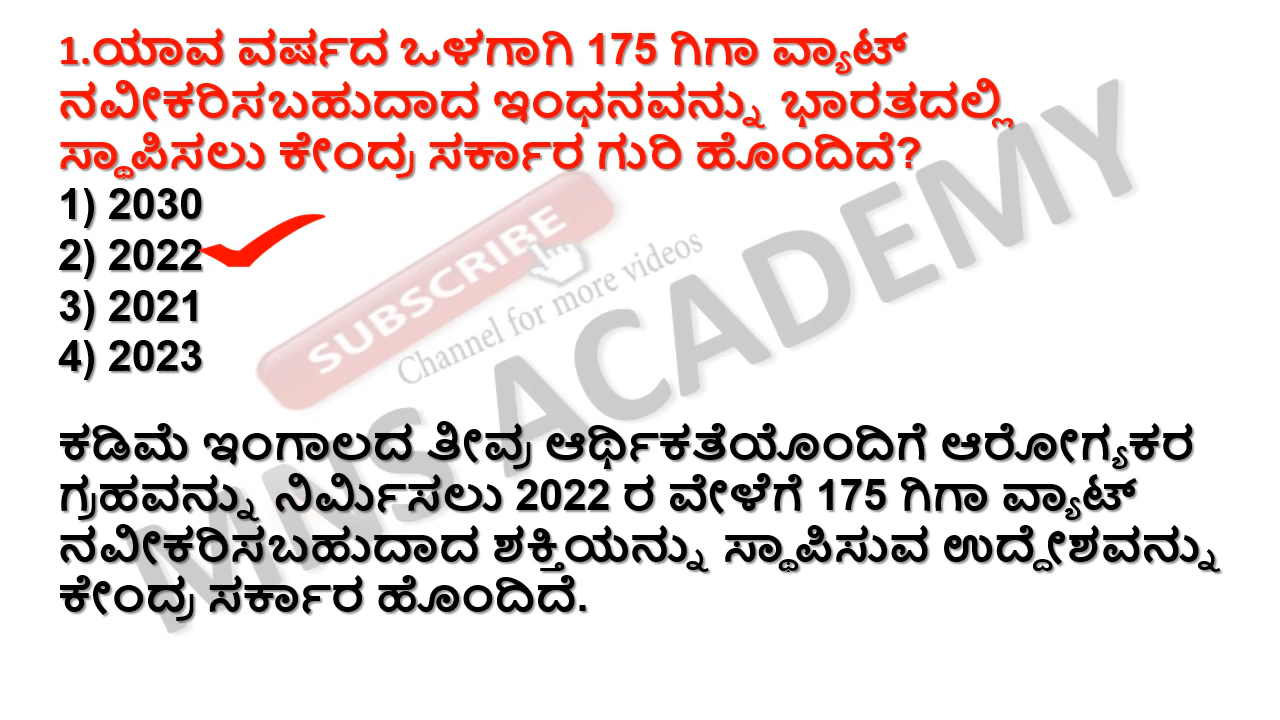 1.ಯಾವ ವರ್ಷದ ಒಳಗಾಗಿ 175 ಗಿಗಾ ವ್ಯಾಟ್
ನವೀಕರಿಸಬಹುದಾದ ಇಂಧನವನ್ನು ಭಾರತದಲ್ಲಿ
ಸ್ಥಾಪಿಸಲು ಕೇಂದ್ರ ಸರ್ಕಾರ ಗುರಿ ಹೊಂದಿದೆ?
1) 2030
2) 2022
3) 2021
4) 2023
SUBSCRIBE
Channel for more videos
MNS ACADEMY
ಕಡಿಮೆ ಇಂಗಾಲದ ತೀವ್ರ ಆರ್ಥಿಕತೆಯೊಂದಿಗೆ ಆರೋಗ್ಯಕರ
ಗ್ರಹವನ್ನು ನಿರ್ಮಿಸಲು 2022 ರ ವೇಳೆಗೆ 175 ಗಿಗಾ ವ್ಯಾಟ್
ನವೀಕರಿಸಬಹುದಾದ ಶಕ್ತಿಯನ್ನು ಸ್ಥಾಪಿಸುವ ಉದ್ದೇಶವನ್ನು
ಕೇಂದ್ರ ಸರ್ಕಾರ ಹೊಂದಿದೆ.